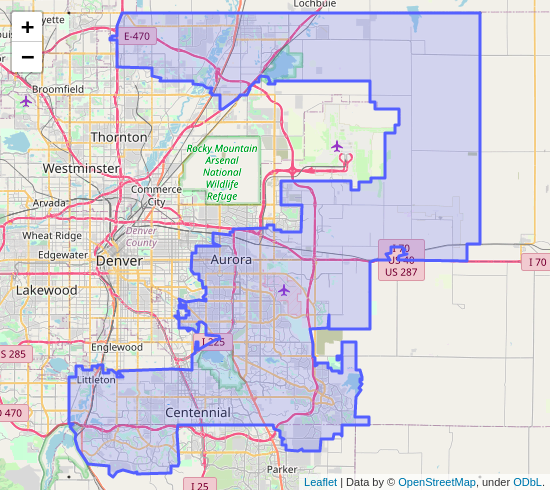 Lochbuie
+
−
E-470
Broomfield
Thornton
Rocky Mountain
Arsenal
National
Wildlife
Refuge
Westminster
Commerce
City
Arvada
Denver
County
Wheat Ridge
Edgewater
Denver
Aurora
I 70
US 40
US 287
I 70
Lakewood
I 225
Englewood
S 285
Littleton
470
Centennial
Parker
I 25
Leaflet | Data by © OpenStreetMap, under ODbL.